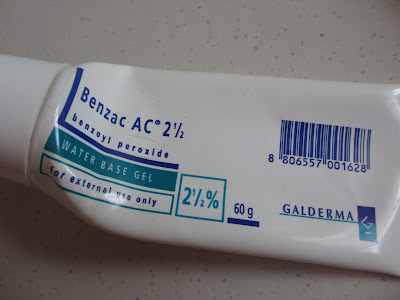 Benzac AC® 2½
benzoyl peroxide
WATER BASE GEL
for external use only
2½%
60 g
8 806557 001628
GALDERMA